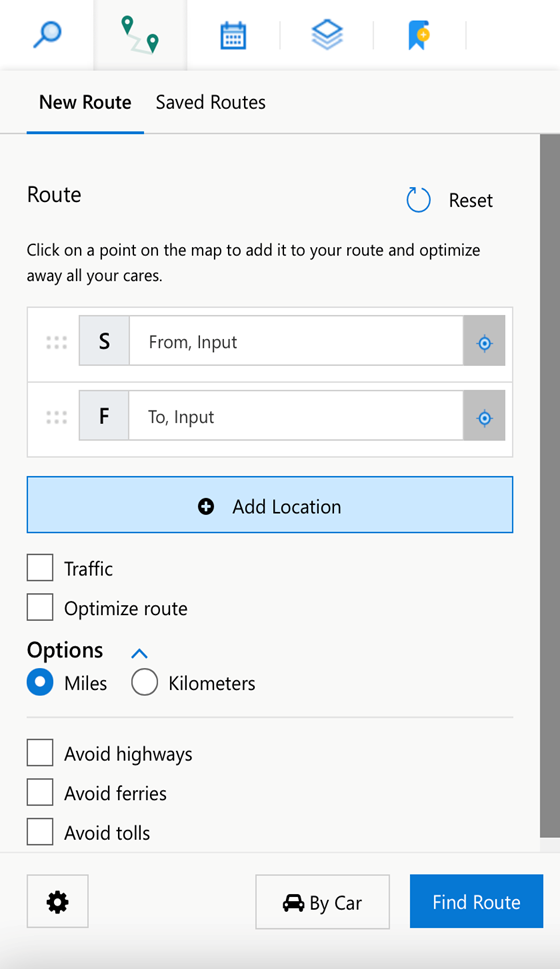 New Route Saved Routes
Route
Reset
Click on a point on the map to add it to your route and optimize
away all your cares.
S From, Input
F To, Input
Add Location
Traffic
Optimize route
Options
Miles Kilometers
Avoid highways
Avoid ferries
Avoid tolls
By Car Find Route